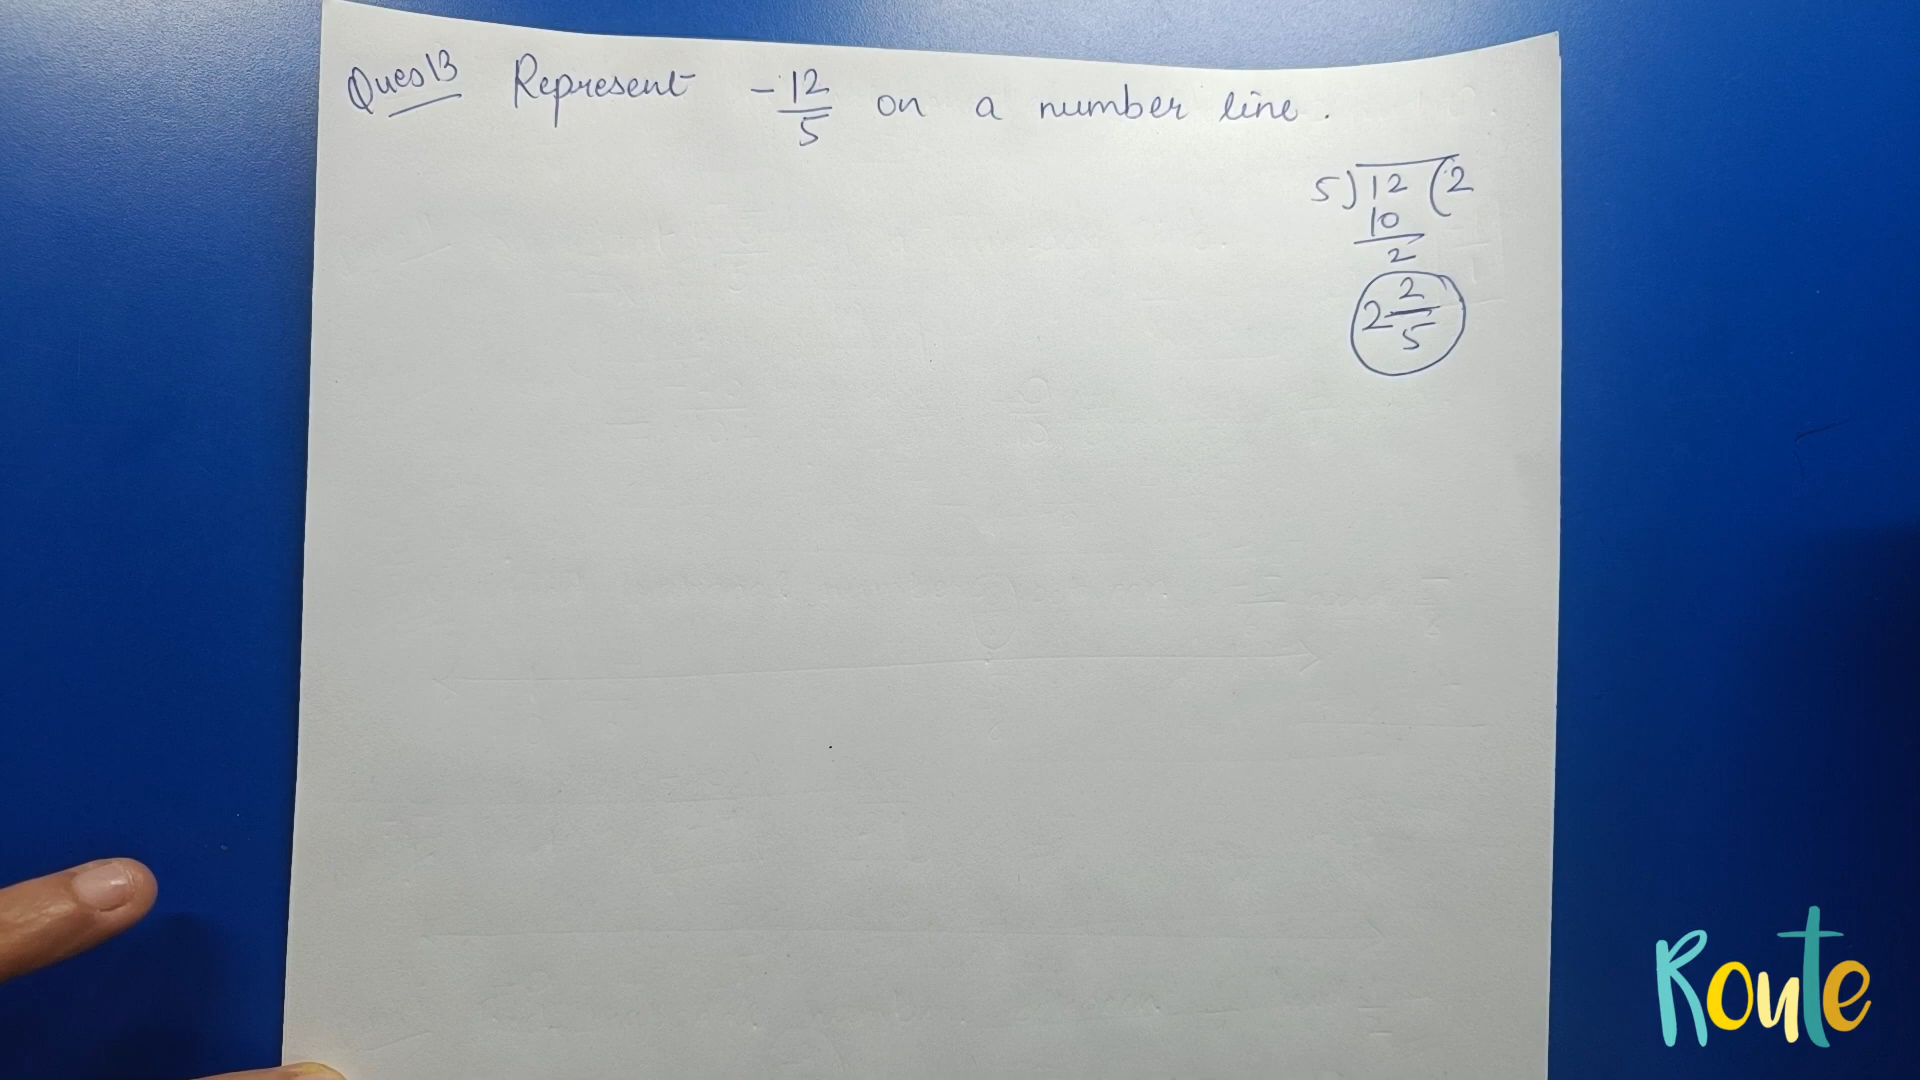 Ques 13 Represent -12/5 on a number line.
5)12(2
10
2
2 2/5
Route